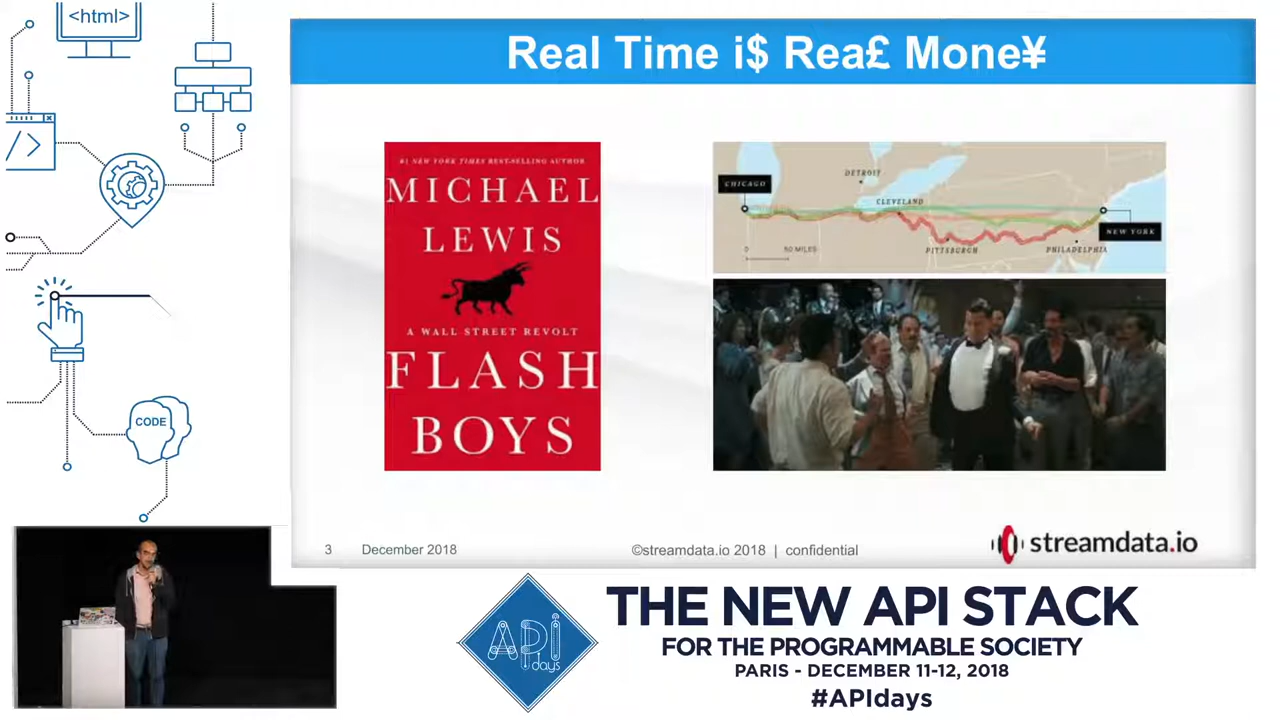 <html>
</>
CODE
Real Time i$ Rea£ Mone¥
#1 NEW YORK TIMES BEST-SELLING AUTHOR
MICHAEL
LEWIS
A WALL STREET REVOLT
FLASH
BOYS
CHICAGO
DETROIT
CLEVELAND
NEW YORK
0 50 MILES
PITTSBURGH
PHILADELPHIA
3 December 2018 ©streamdata.io 2018 | confidential
streamdata.io
API
days
THE NEW API STACK
FOR THE PROGRAMMABLE SOCIETY
PARIS - DECEMBER 11-12, 2018
#APIdays